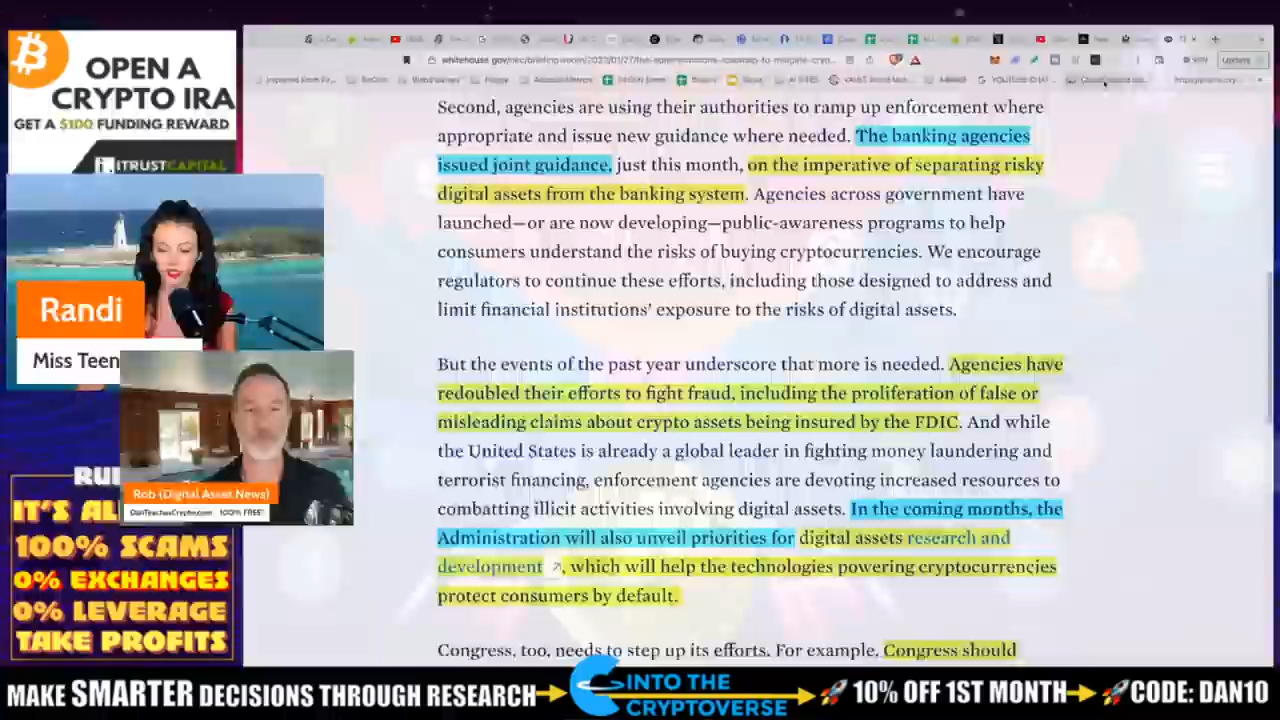 OPEN A
CRYPTO IRA
GET A $100 FUNDING REWARD
ITRUSTCAPITAL
Randi
Miss Teen
Rob (Digital Asset News)
DanTeachesCrypto.com 100% FREE!
RUL
IT'S AL
100% SCAMS
0% EXCHANGES
0% LEVERAGE
TAKE PROFITS
Update
Second, agencies are using their authorities to ramp up enforcement where
appropriate and issue new guidance where needed. The banking agencies
issued joint guidance, just this month, on the imperative of separating risky
digital assets from the banking system. Agencies across government have
launched—or are now developing—public-awareness programs to help
consumers understand the risks of buying cryptocurrencies. We encourage
regulators to continue these efforts, including those designed to address and
limit financial institutions' exposure to the risks of digital assets.
But the events of the past year underscore that more is needed. Agencies have
redoubled their efforts to fight fraud, including the proliferation of false or
misleading claims about crypto assets being insured by the FDIC. And while
the United States is already a global leader in fighting money laundering and
terrorist financing, enforcement agencies are devoting increased resources to
combatting illicit activities involving digital assets. In the coming months, the
Administration will also unveil priorities for digital assets research and
development, which will help the technologies powering cryptocurrencies
protect consumers by default.
Congress, too, needs to step up its efforts. For example, Congress should
MAKE SMARTER DECISIONS THROUGH RESEARCH
INTO THE
CRYPTOVERSE
10% OFF 1ST MONTH
CODE: DAN10